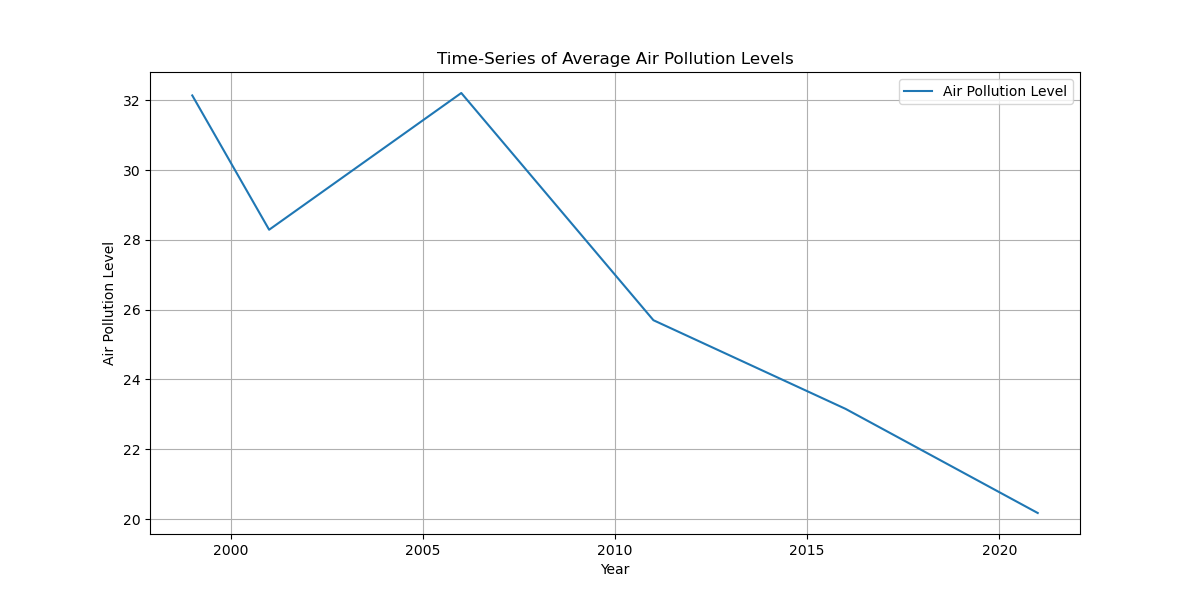 Time-Series of Average Air Pollution Levels
Air Pollution Level
Air Pollution Level
32
30
28
26
24
22
20
2000 2005 2010 2015 2020
Year